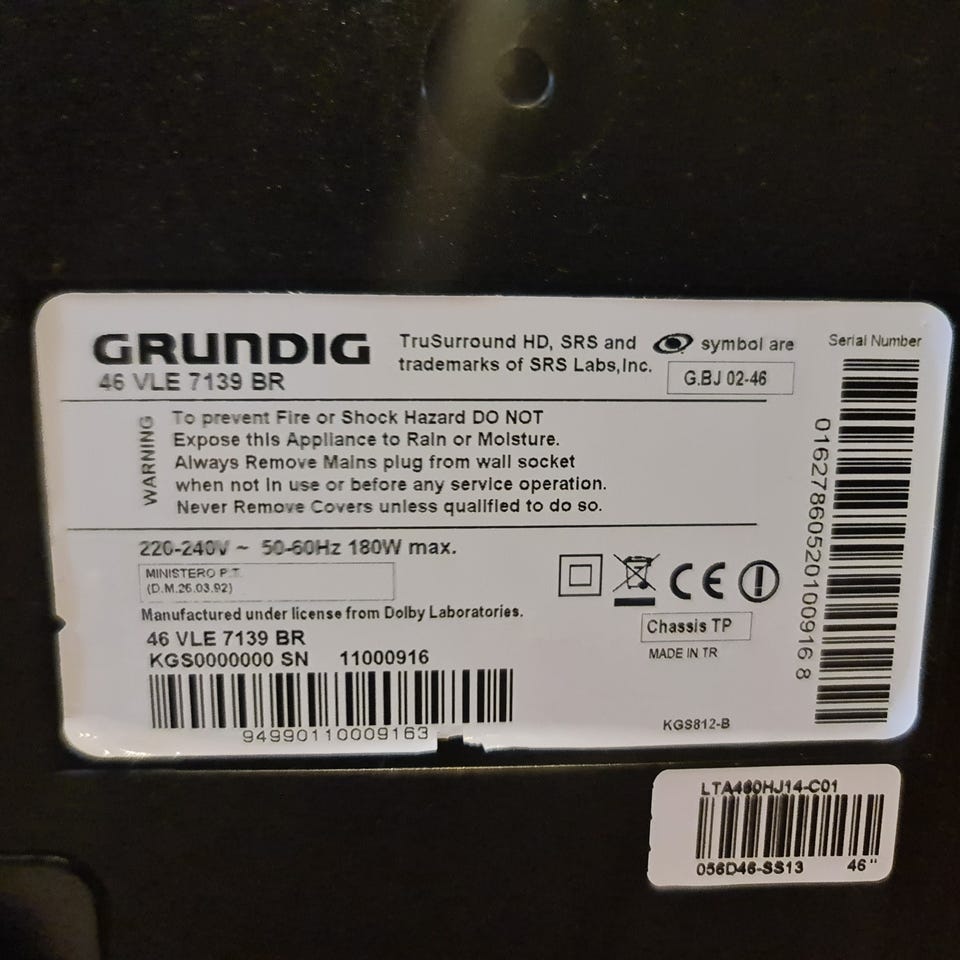 GRUNDIG
46 VLE 7139 BR
TruSurround HD, SRS and symbol are
trademarks of SRS Labs,Inc.
G.BJ 02-46
Serial Number
0162786052010091 6 8
WARNING
To prevent Fire or Shock Hazard DO NOT
Expose this Appliance to Rain or Moisture.
Always Remove Mains plug from wall socket
when not In use or before any service operation.
Never Remove Covers unless qualified to do so.
220-240V ~ 50-60Hz 180W max.
MINISTERO P.T.
(D.M.26.03.92)
Manufactured under license from Dolby Laboratories.
46 VLE 7139 BR
KGS0000000 SN 11000916
94990110009163
CE
Chassis TP
MADE IN TR
KGS812-B
LTA460HJ14-C01
056D46-SS13 46"